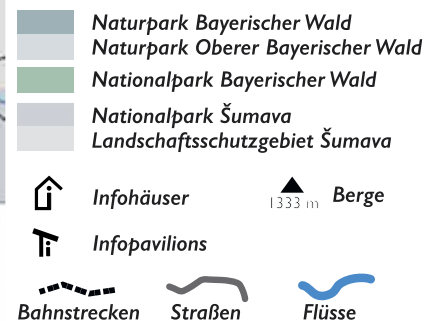 Naturpark Bayerischer Wald
Naturpark Oberer Bayerischer Wald
Nationalpark Bayerischer Wald
Nationalpark Šumava
Landschaftsschutzgebiet Šumava
Infohäuser
1333 m Berge
Infopavilions
Bahnstrecken Straßen Flüsse